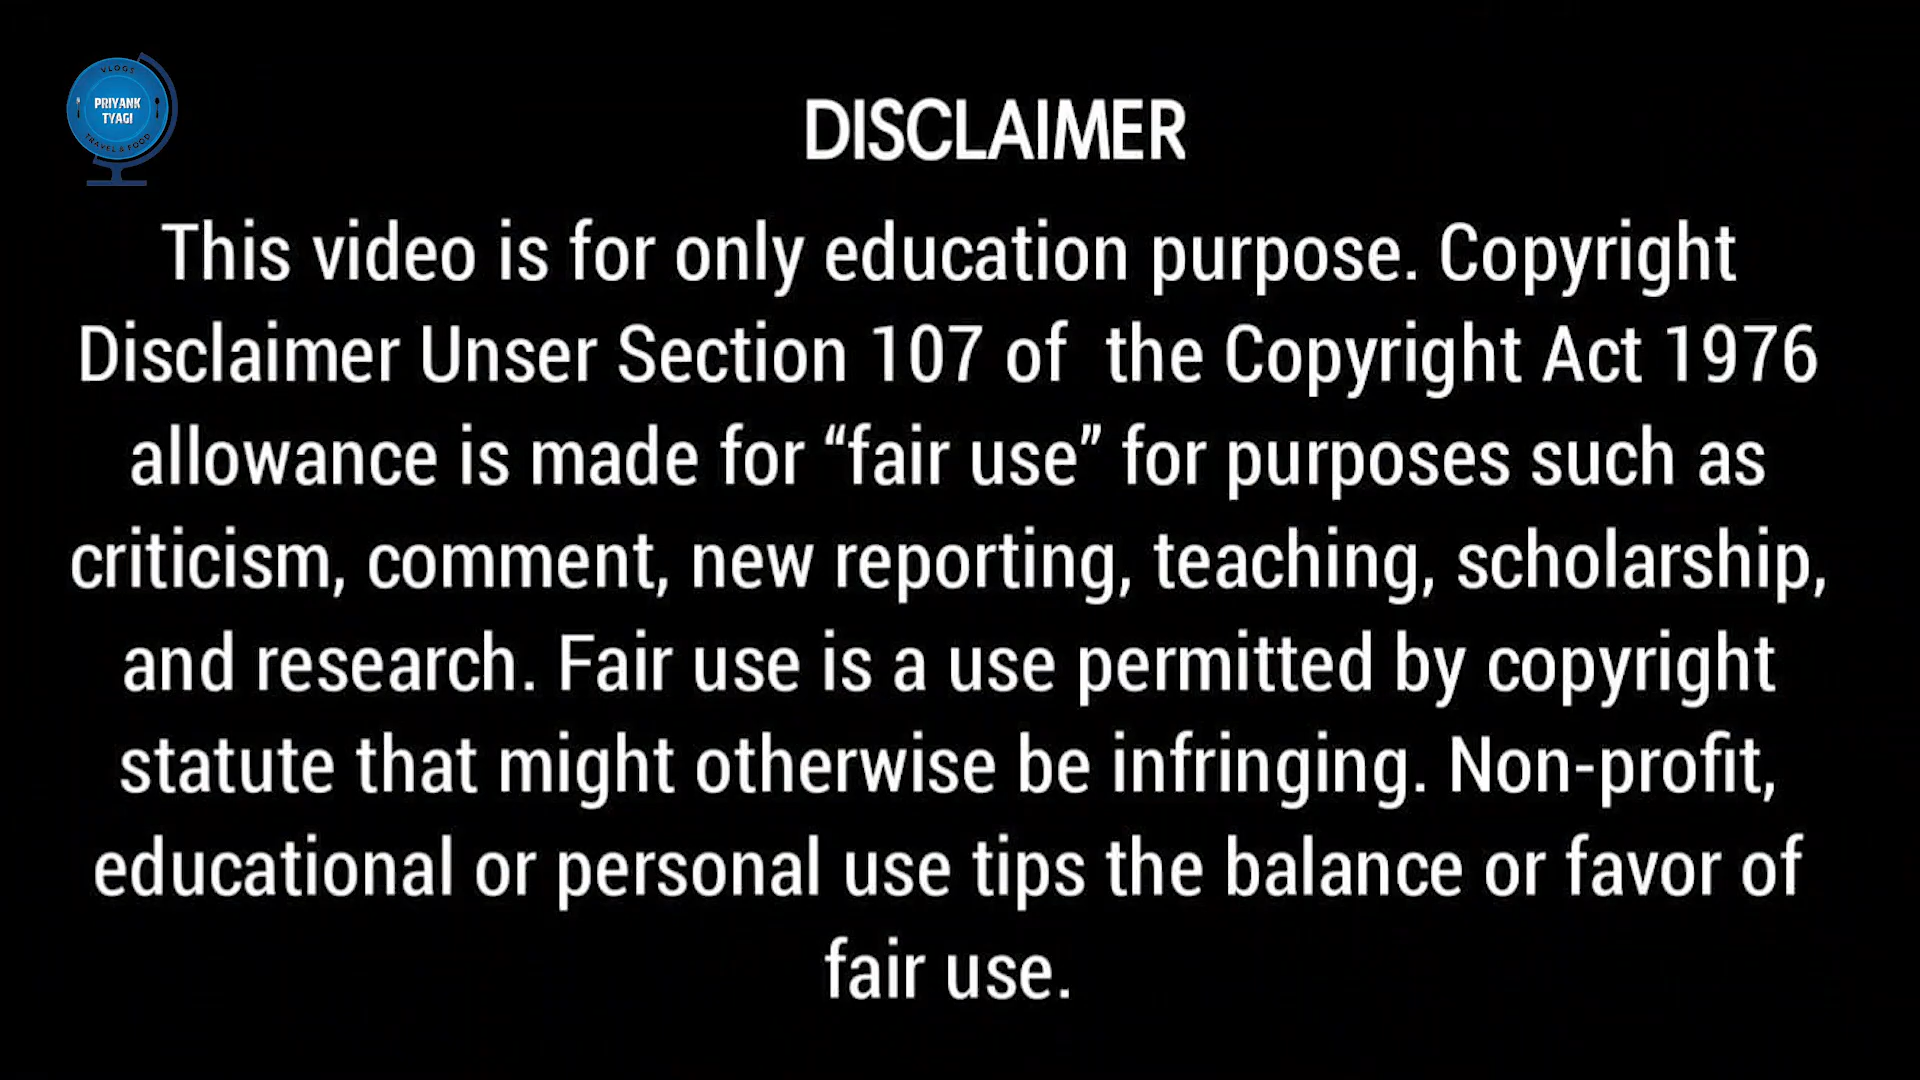 VLOGS
PRIYANK
TYAGI
TRAVEL & FOOD
DISCLAIMER
This video is for only education purpose. Copyright
Disclaimer Unser Section 107 of  the Copyright Act 1976
allowance is made for “fair use” for purposes such as
criticism, comment, new reporting, teaching, scholarship,
and research. Fair use is a use permitted by copyright
statute that might otherwise be infringing. Non-profit,
educational or personal use tips the balance or favor of
fair use.